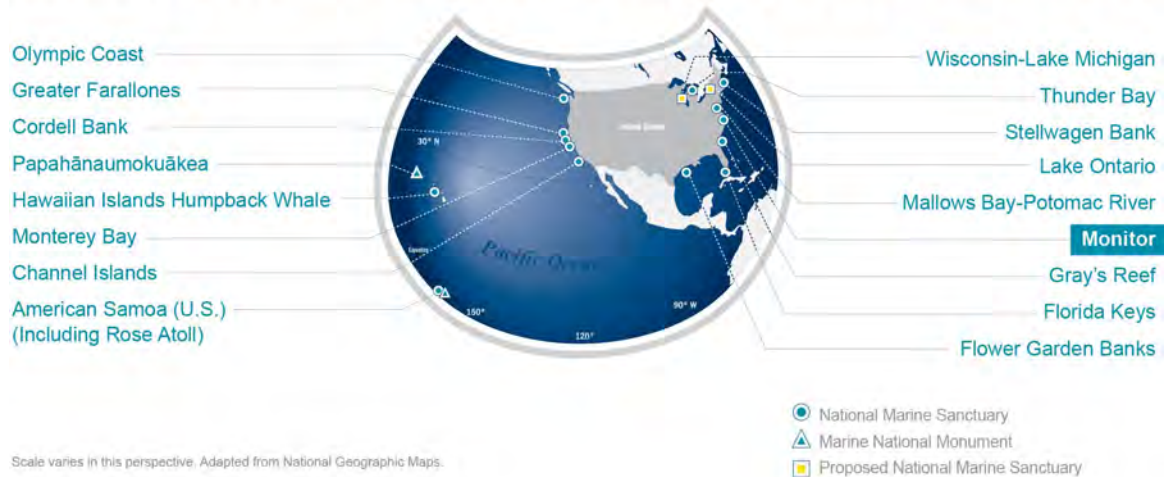 Olympic Coast
Greater Farallones
Cordell Bank
Papahānaumokuākea
Hawaiian Islands Humpback Whale
Monterey Bay
Channel Islands
American Samoa (U.S.)
(Including Rose Atoll)
30° N
United States
Equator
Pacific Ocean
150°
120°
90° W
Wisconsin-Lake Michigan
Thunder Bay
Stellwagen Bank
Lake Ontario
Mallows Bay-Potomac River
Monitor
Gray's Reef
Florida Keys
Flower Garden Banks
National Marine Sanctuary
Marine National Monument
Proposed National Marine Sanctuary
Scale varies in this perspective. Adapted from National Geographic Maps.